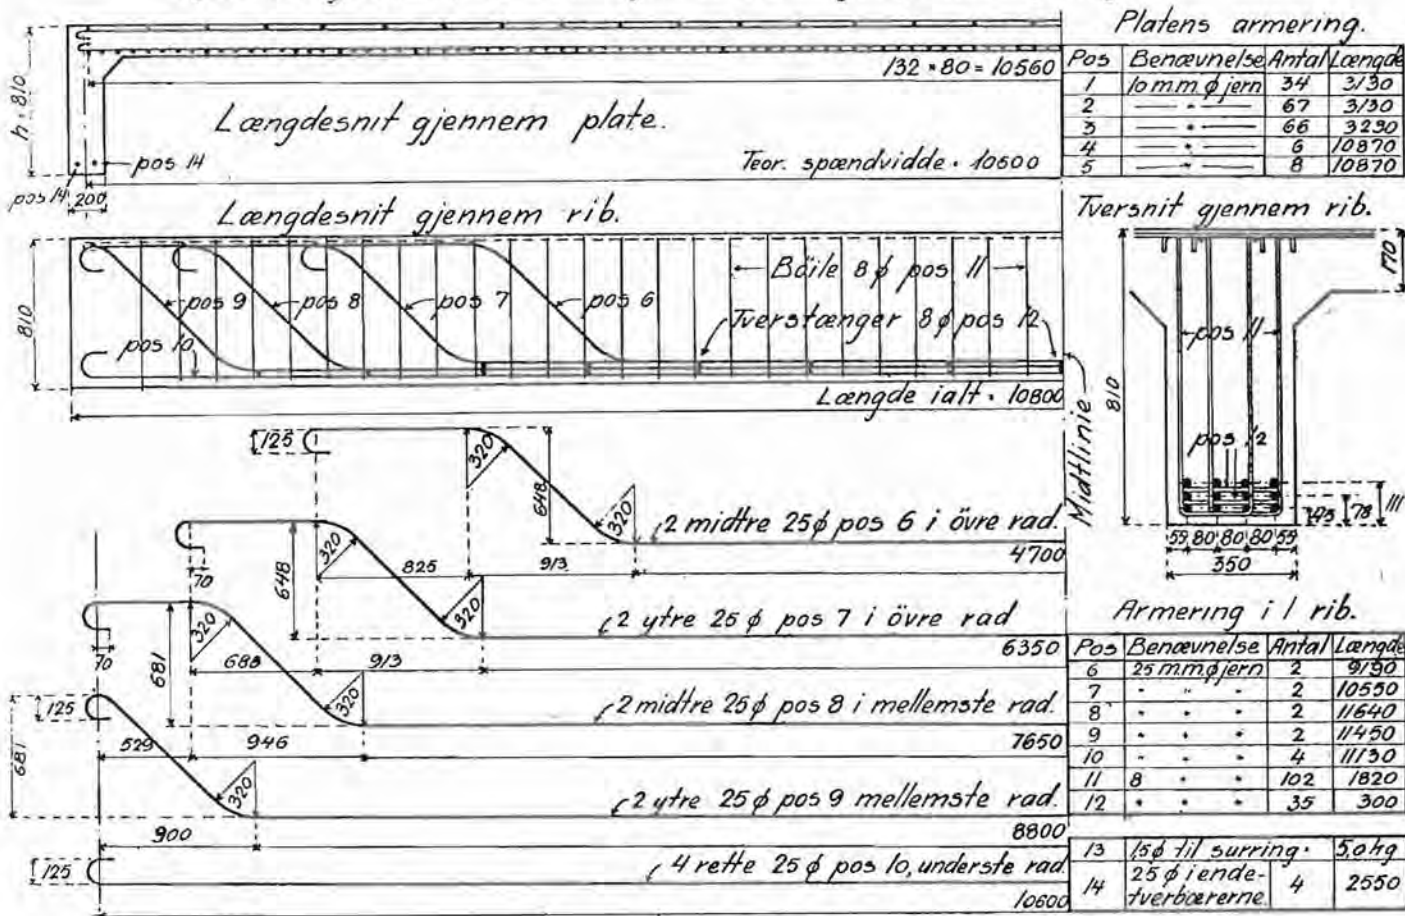 Platens armering.
Pos Benævnelse Antal Længde
1 10 m.m. φ jern 34 3130
2 — " — 67 3130
3 — " — 66 3230
4 — " — 6 10870
5 — " — 8 10870
132 × 80 = 10560
h = 810
Længdesnit gjennem plate.
pos 14
Teor. spændvidde = 10600
pos 14
200
Længdesnit gjennem rib.
Tversnit gjennem rib.
810
Böile 8 φ pos 11
pos 9
pos 8
pos 7
pos 6
Tverstænger 8 φ pos 12
pos 10
Længde ialt = 10800
Midtlinie
170
pos 11
810
pos 12
78
111
59 80 80 80 59
350
125
320
648
320
2 midtre 25 φ pos 6 i övre rad.
4700
70
320
648
825
913
320
2 ytre 25 φ pos 7 i övre rad
6350
70
320
681
688
913
320
2 midtre 25 φ pos 8 i mellemste rad.
7650
125
681
529
946
320
2 ytre 25 φ pos 9 mellemste rad.
8800
900
125
4 rette 25 φ pos 10, underste rad.
10600
Armering i 1 rib.
Pos Benævnelse Antal Længde
6 25 m.m. φ jern 2 9190
7 " " " 2 10550
8 " " " 2 11640
9 " " " 2 11450
10 " " " 4 11130
11 8 " " 102 1820
12 " " " 35 300
13 1,5 φ til surring = 5,0 kg
14 25 φ i ende-
tverbærerne. 4 2550